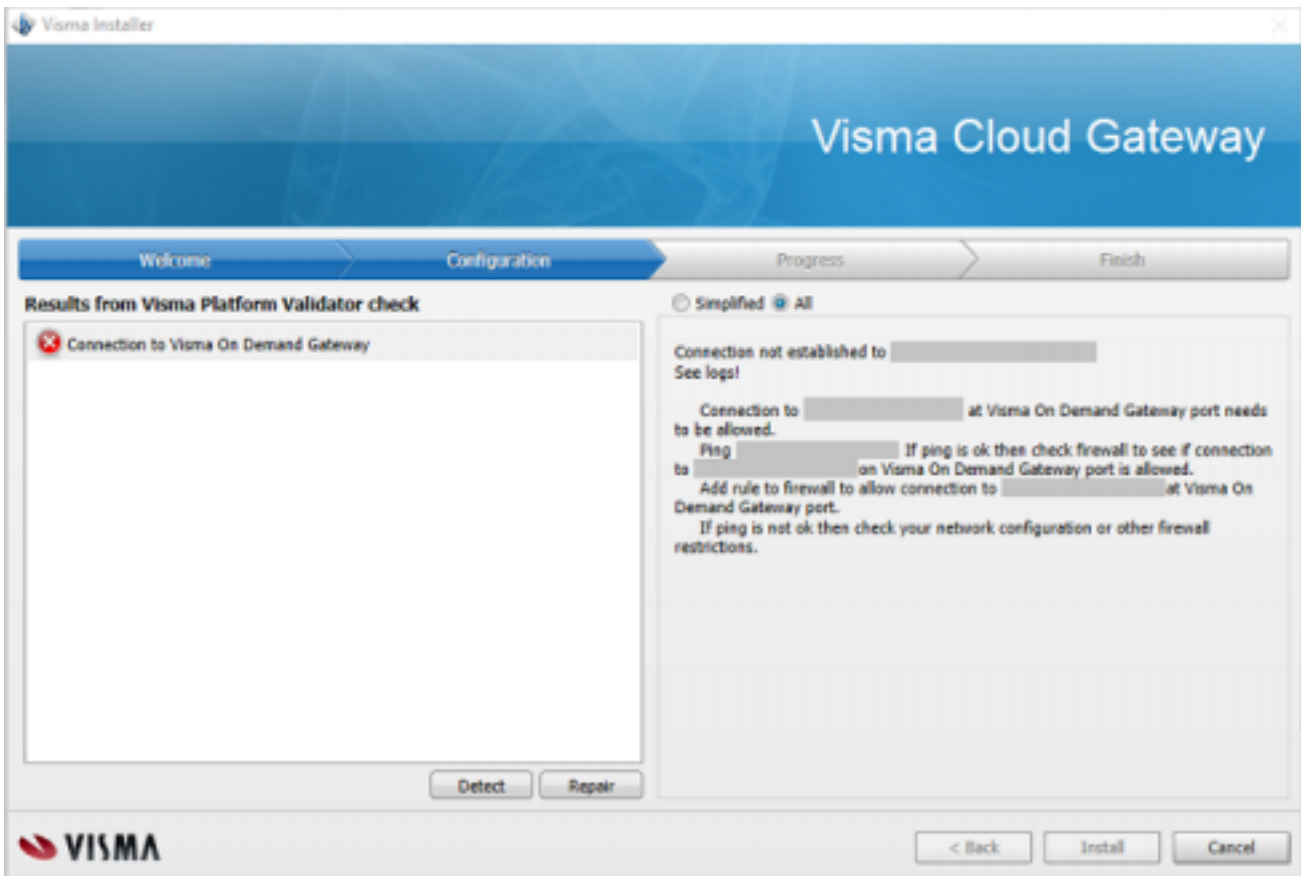 Visma Installer
Visma Cloud Gateway
Welcome
Configuration
Progress
Finish
Results from Visma Platform Validator check
Simplified
All
Connection to Visma On Demand Gateway
Connection not established to
See logs!
Connection to at Visma On Demand Gateway port needs
to be allowed.
Ping If ping is ok then check firewall to see if connection
to on Visma On Demand Gateway port is allowed.
Add rule to firewall to allow connection to at Visma On
Demand Gateway port.
If ping is not ok then check your network configuration or other firewall
restrictions.
Detect
Repair
VISMA
< Back
Install
Cancel